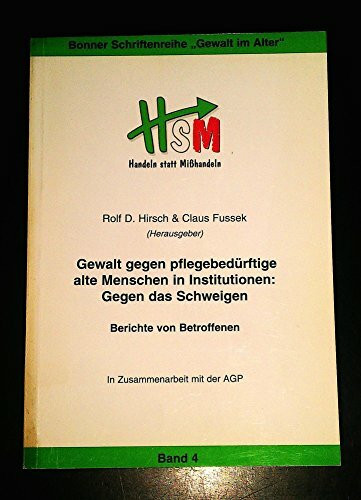 Bonner Schriftenreihe „Gewalt im Alter“
HSM
Handeln statt Mißhandeln
Rolf D. Hirsch & Claus Fussek
(Herausgeber)
Gewalt gegen pflegebedürftige
alte Menschen in Institutionen:
Gegen das Schweigen
Berichte von Betroffenen
In Zusammenarbeit mit der AGP
Band 4